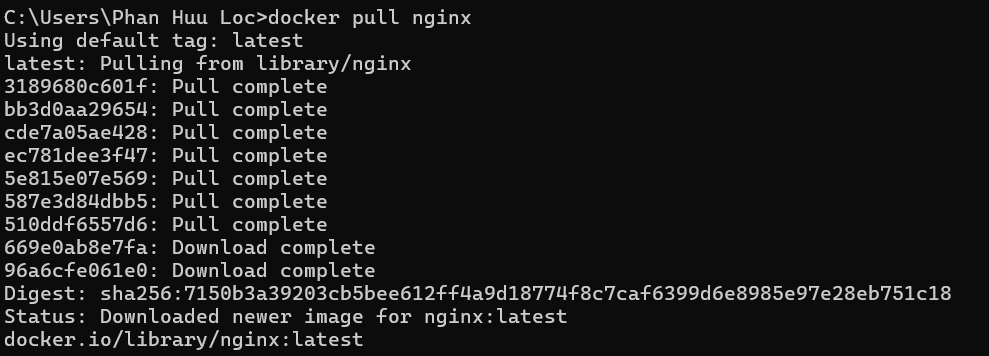 C:\Users\Phan Huu Loc>docker pull nginx
Using default tag: latest
latest: Pulling from library/nginx
3189680c601f: Pull complete
bb3d0aa29654: Pull complete
cde7a05ae428: Pull complete
ec781dee3f47: Pull complete
5e815e07e569: Pull complete
587e3d84dbb5: Pull complete
510ddf6557d6: Pull complete
669e0ab8e7fa: Download complete
96a6cfe061e0: Download complete
Digest: sha256:7150b3a39203cb5bee612ff4a9d18774f8c7caf6399d6e8985e97e28eb751c18
Status: Downloaded newer image for nginx:latest
docker.io/library/nginx:latest